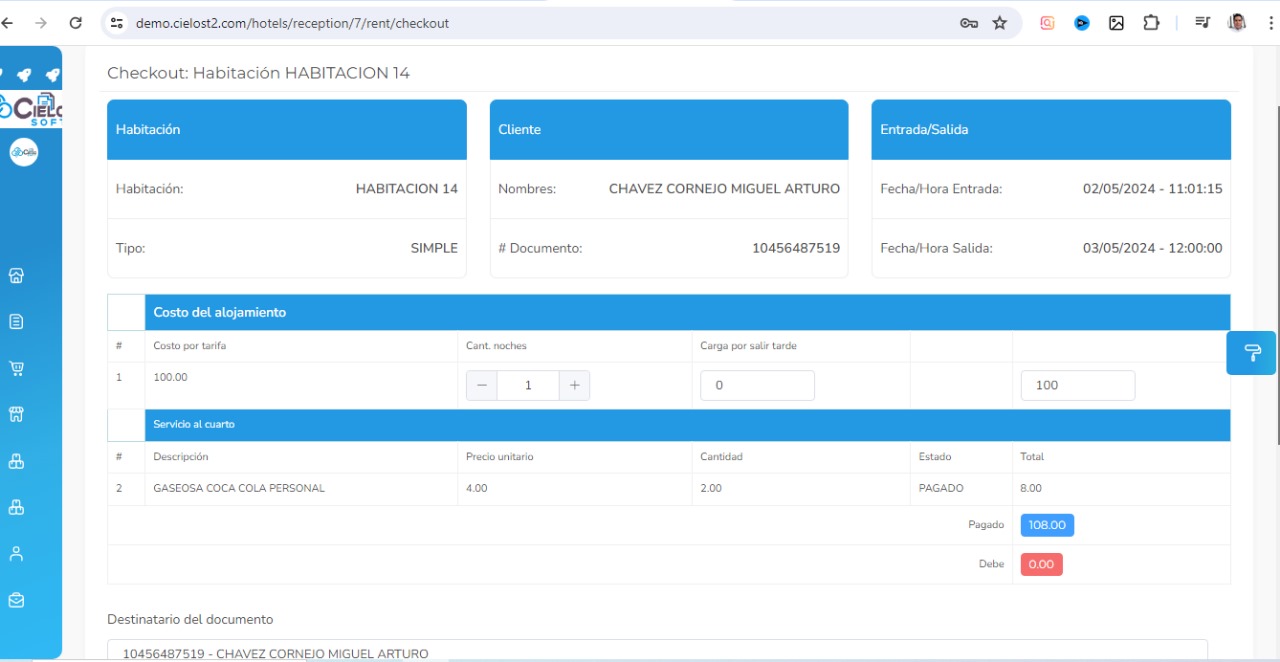 demo.cielost2.com/hotels/reception/7/rent/checkout
Checkout: Habitación HABITACION 14
Habitación
Cliente
Entrada/Salida
Habitación: HABITACION 14
Nombres: CHAVEZ CORNEJO MIGUEL ARTURO
Fecha/Hora Entrada: 02/05/2024 - 11:01:15
Tipo: SIMPLE
# Documento: 10456487519
Fecha/Hora Salida: 03/05/2024 - 12:00:00
Costo del alojamiento
# Costo por tarifa Cant. noches Carga por salir tarde
1 100.00 − 1 + 0 100
Servicio al cuarto
# Descripción Precio unitario Cantidad Estado Total
2 GASEOSA COCA COLA PERSONAL 4.00 2.00 PAGADO 8.00
Pagado 108.00
Debe 0.00
Destinatario del documento
10456487519 - CHAVEZ CORNEJO MIGUEL ARTURO